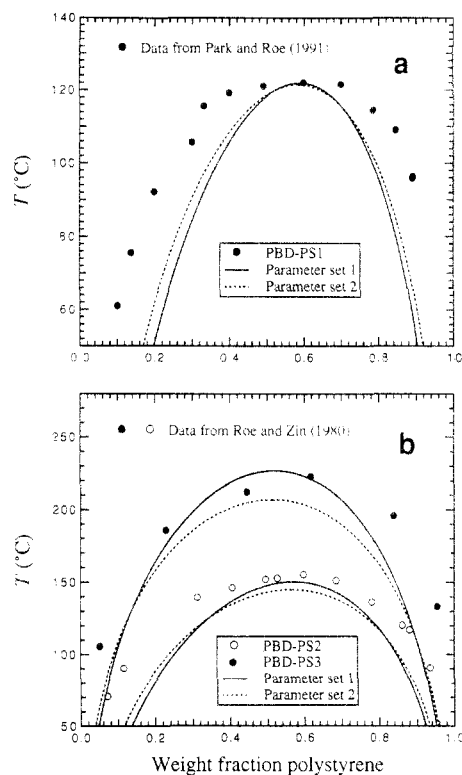 140
a
Data from Park and Roe (1991)
120
T (°C)
100
80
PBD-PS1
Parameter set 1
Parameter set 2
60
0.0 0.2 0.4 0.6 0.8 1.0
b
Data from Roe and Zin (1980)
250
200
T (°C)
150
PBD-PS2
PBD-PS3
100
Parameter set 1
Parameter set 2
50
0.0 0.2 0.4 0.6 0.8 1.0
Weight fraction polystyrene